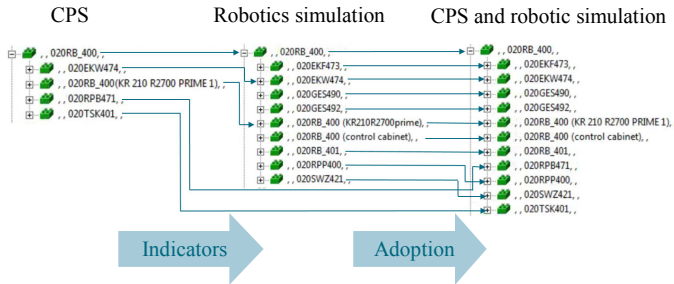 CPS
Robotics simulation
CPS and robotic simulation
, , 020RB_400, ,
, , 020EKW474, ,
, , 020RB_400(KR 210 R2700 PRIME 1), ,
, , 020RPB471, ,
, , 020TSK401, ,
, , 020RB_400, ,
, , 020EKF473, ,
, , 020EKW474, ,
, , 020GES490, ,
, , 020GES492, ,
, , 020RB_400 (KR210R2700prime), ,
, , 020RB_400 (control cabinet), ,
, , 020RB_401, ,
, , 020RPP400, ,
, , 020SWZ421, ,
, , 020RB_400, ,
, , 020EKF473, ,
, , 020EKW474, ,
, , 020GES490, ,
, , 020GES492, ,
, , 020RB_400 (KR 210 R2700 PRIME 1), ,
, , 020RB_400 (control cabinet), ,
, , 020RB_401, ,
, , 020RPB471, ,
, , 020RPP400, ,
, , 020SWZ421, ,
, , 020TSK401, ,
Indicators
Adoption